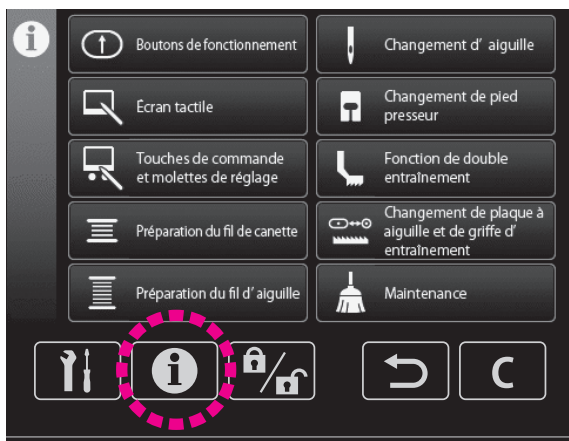 Boutons de fonctionnement
Changement d' aiguille
Écran tactile
Changement de pied
presseur
Touches de commande
et molettes de réglage
Fonction de double
entraînement
Préparation du fil de canette
Changement de plaque à
aiguille et de griffe d'
entraînement
Préparation du fil d' aiguille
Maintenance
C